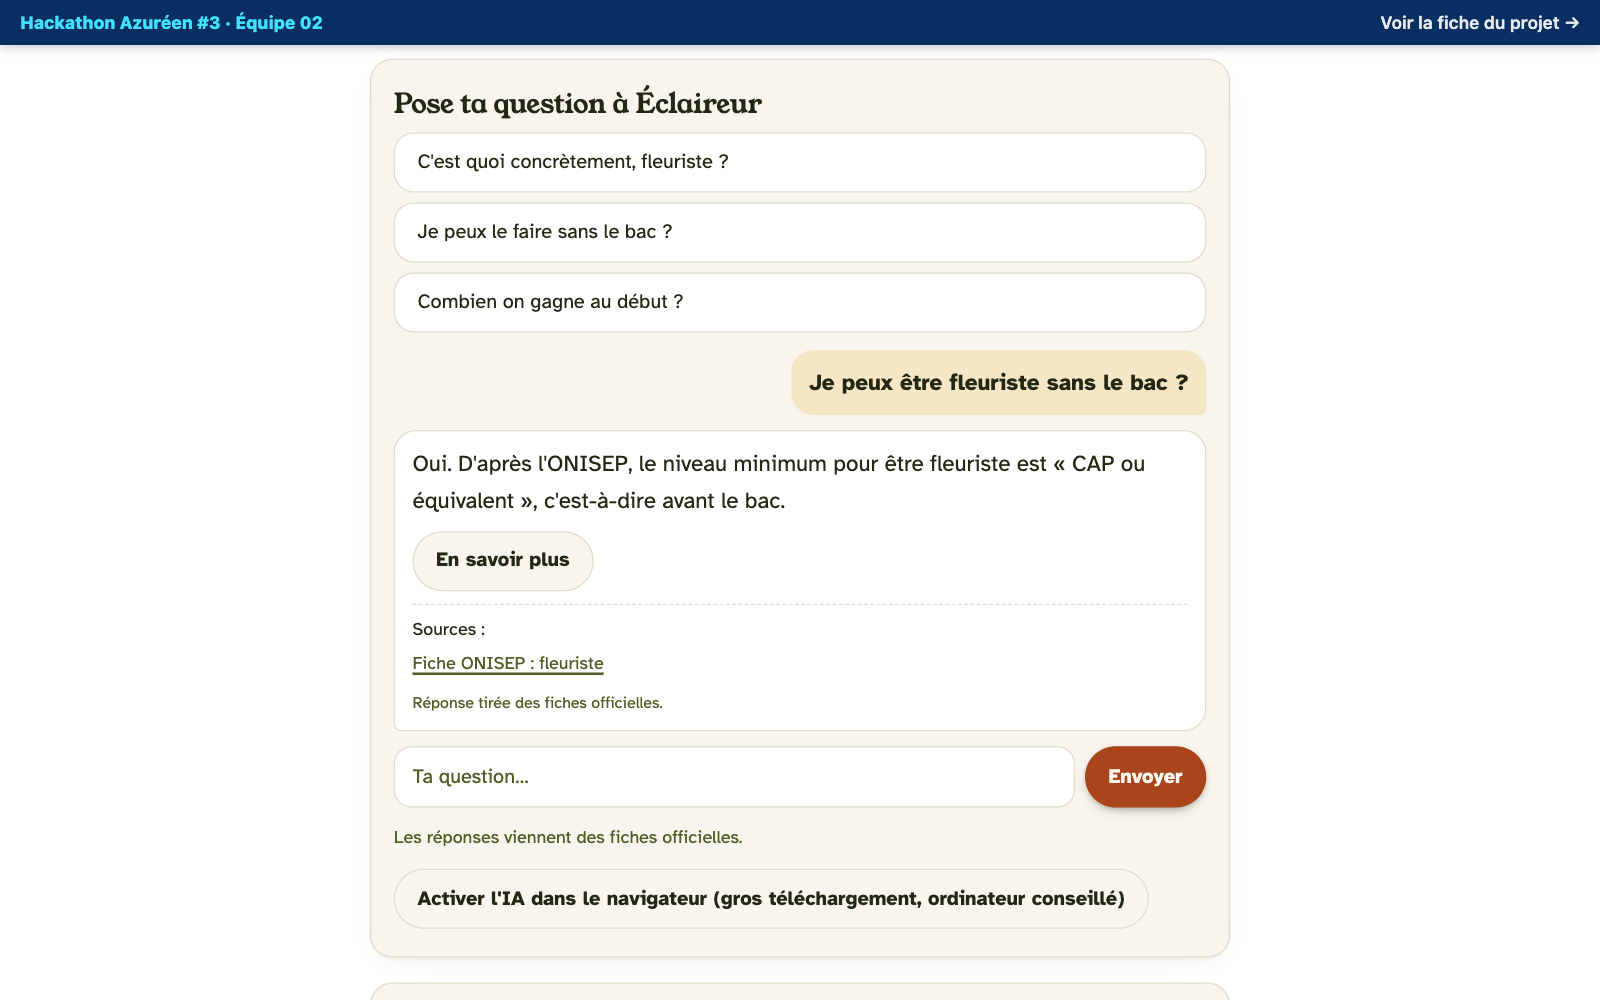 Hackathon Azuréen #3 · Équipe 02
Voir la fiche du projet →
Pose ta question à Éclaireur
C'est quoi concrètement, fleuriste ?
Je peux le faire sans le bac ?
Combien on gagne au début ?
Je peux être fleuriste sans le bac ?
Oui. D'après l'ONISEP, le niveau minimum pour être fleuriste est « CAP ou
équivalent », c'est-à-dire avant le bac.
En savoir plus
Sources :
Fiche ONISEP : fleuriste
Réponse tirée des fiches officielles.
Ta question...
Envoyer
Les réponses viennent des fiches officielles.
Activer l'IA dans le navigateur (gros téléchargement, ordinateur conseillé)